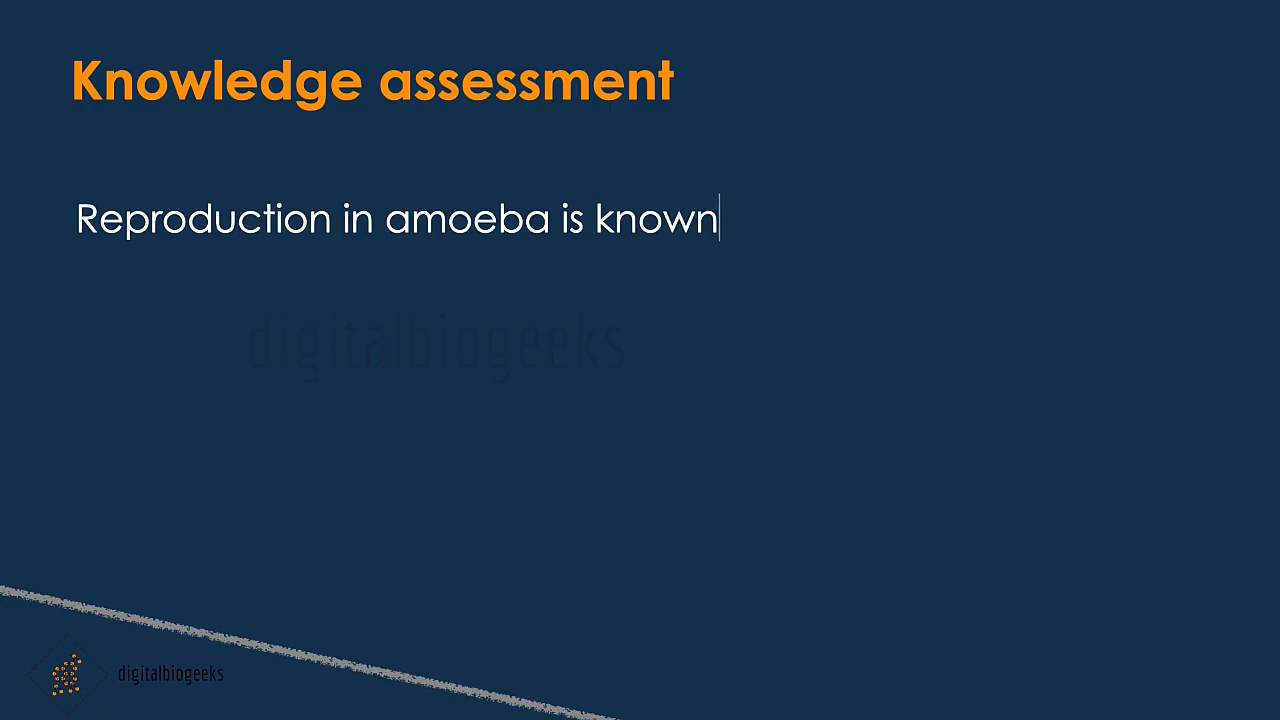 Knowledge assessment
Reproduction in amoeba is known
digitalbiogeeks
digitalbiogeeks